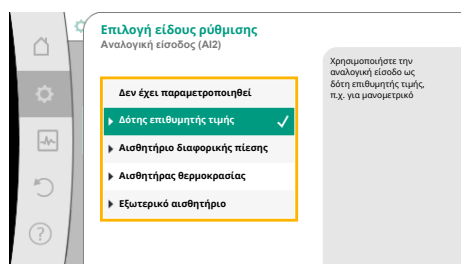 Επιλογή είδους ρύθμισης
Αναλογική είσοδος (AI2)
Χρησιμοποιήστε την
αναλογική είσοδο ως
δότη επιθυμητής τιμής,
π.χ. για μανομετρικό
Δεν έχει παραμετροποιηθεί
Δότης επιθυμητής τιμής
Αισθητήριο διαφορικής πίεσης
Αισθητήρας θερμοκρασίας
Εξωτερικό αισθητήριο